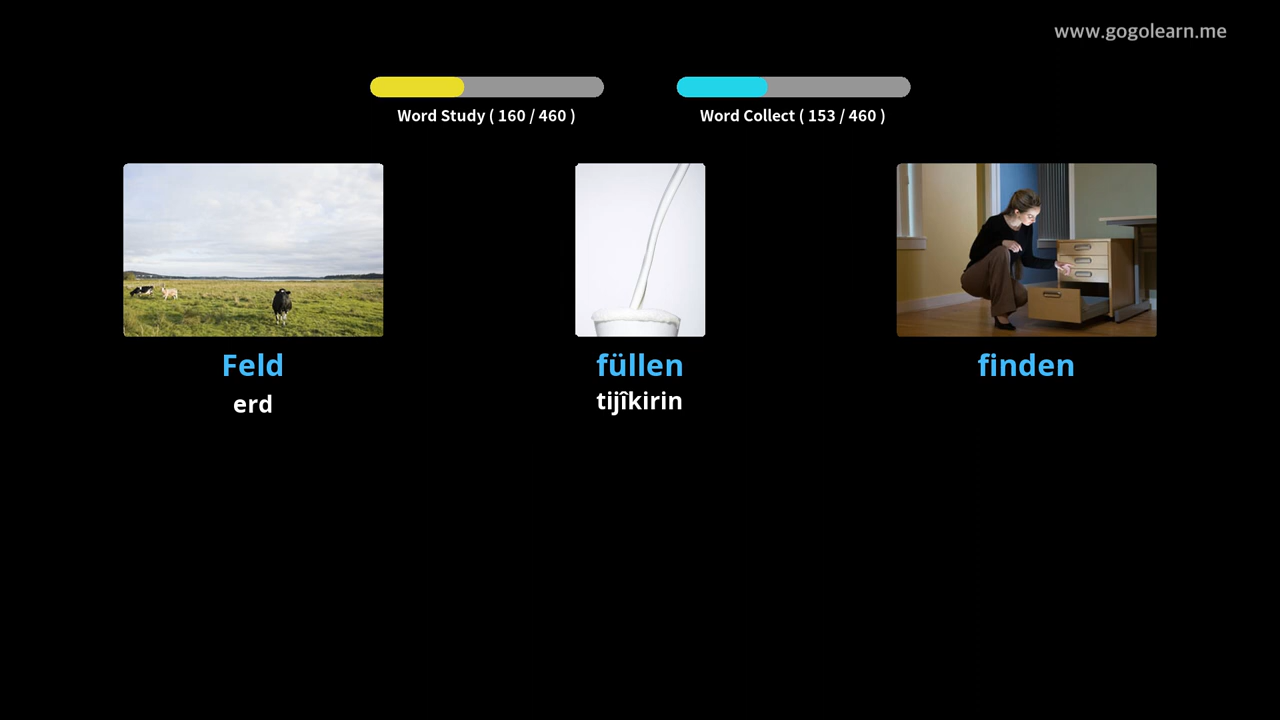 www.gogolearn.me
Word Study ( 160 / 460 )
Word Collect ( 153 / 460 )
Feld
füllen
finden
erd
tijîkirin